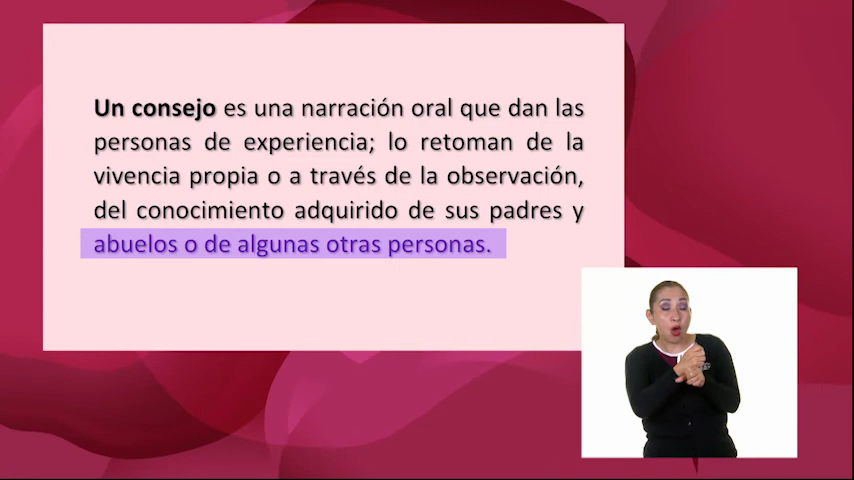 Un consejo es una narración oral que dan las
personas de experiencia; lo retoman de la
vivencia propia o a través de la observación,
del conocimiento adquirido de sus padres y
abuelos o de algunas otras personas.